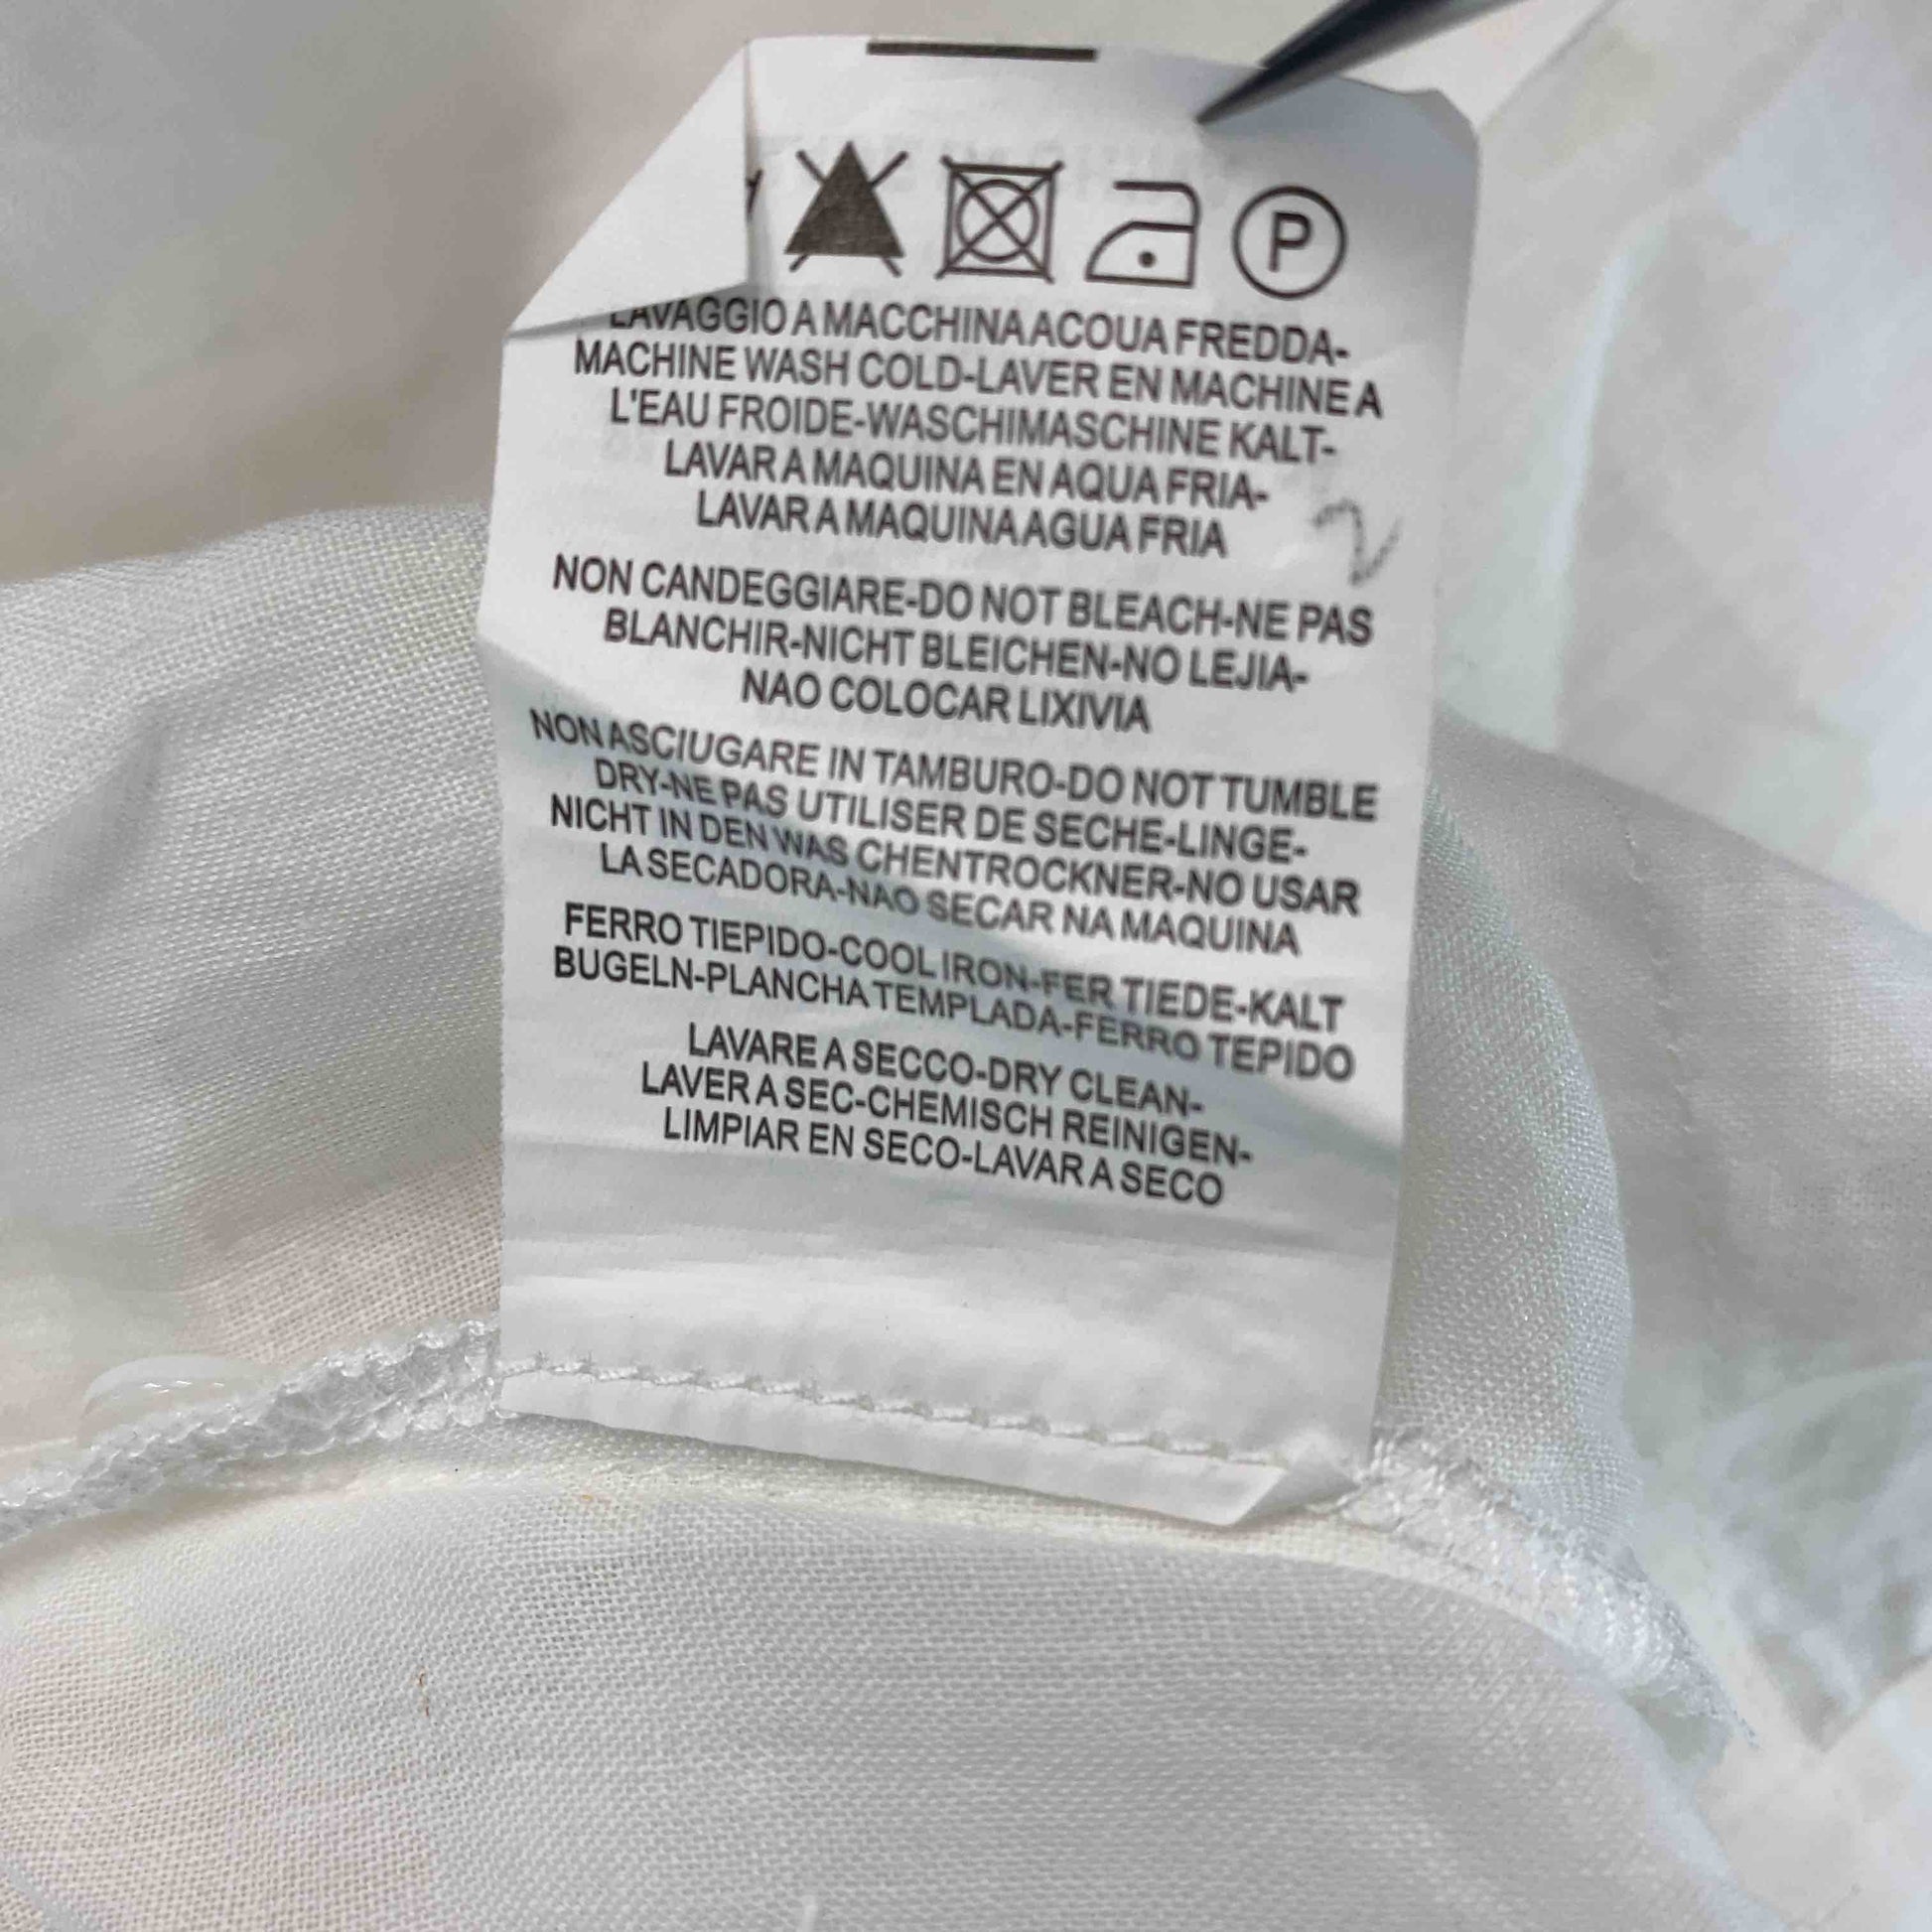 P
LAVAGGIO A MACCHINA ACOUA FREDDA-
MACHINE WASH COLD-LAVER EN MACHINE A
L'EAU FROIDE-WASCHIMASCHINE KALT-
LAVAR A MAQUINA EN AQUA FRIA-
LAVAR A MAQUINA AGUA FRIA
2
NON CANDEGGIARE-DO NOT BLEACH-NE PAS
BLANCHIR-NICHT BLEICHEN-NO LEJIA-
NAO COLOCAR LIXIVIA
NON ASCIUGARE IN TAMBURO-DO NOT TUMBLE
DRY-NE PAS UTILISER DE SECHE-LINGE-
NICHT IN DEN WAS CHENTROCKNER-NO USAR
LA SECADORA-NAO SECAR NA MAQUINA
FERRO TIEPIDO-COOL IRON-FER TIEDE-KALT
BUGELN-PLANCHA TEMPLADA-FERRO TEPIDO
LAVARE A SECCO-DRY CLEAN-
LAVER A SEC-CHEMISCH REINIGEN-
LIMPIAR EN SECO-LAVAR A SECO